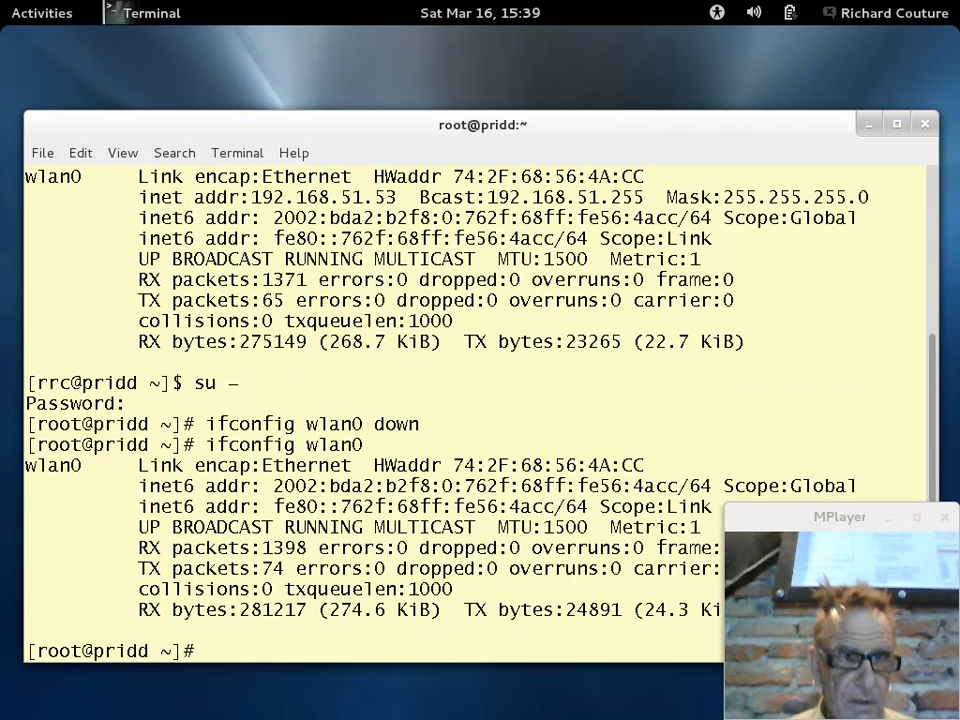 Activities Terminal Sat Mar 16, 15:39 Richard Couture
root@pridd:~
File Edit View Search Terminal Help
wlan0 Link encap:Ethernet HWaddr 74:2F:68:56:4A:CC
inet addr:192.168.51.53 Bcast:192.168.51.255 Mask:255.255.255.0
inet6 addr: 2002:bda2:b2f8:0:762f:68ff:fe56:4acc/64 Scope:Global
inet6 addr: fe80::762f:68ff:fe56:4acc/64 Scope:Link
UP BROADCAST RUNNING MULTICAST MTU:1500 Metric:1
RX packets:1371 errors:0 dropped:0 overruns:0 frame:0
TX packets:65 errors:0 dropped:0 overruns:0 carrier:0
collisions:0 txqueuelen:1000
RX bytes:275149 (268.7 KiB) TX bytes:23265 (22.7 KiB)
[rrc@pridd ~]$ su -
Password:
[root@pridd ~]# ifconfig wlan0 down
[root@pridd ~]# ifconfig wlan0
wlan0 Link encap:Ethernet HWaddr 74:2F:68:56:4A:CC
inet6 addr: 2002:bda2:b2f8:0:762f:68ff:fe56:4acc/64 Scope:Global
inet6 addr: fe80::762f:68ff:fe56:4acc/64 Scope:Link
UP BROADCAST RUNNING MULTICAST MTU:1500 Metric:1
MPlayer
RX packets:1398 errors:0 dropped:0 overruns:0 frame:
TX packets:74 errors:0 dropped:0 overruns:0 carrier:
collisions:0 txqueuelen:1000
RX bytes:281217 (274.6 KiB) TX bytes:24891 (24.3 Ki
[root@pridd ~]#